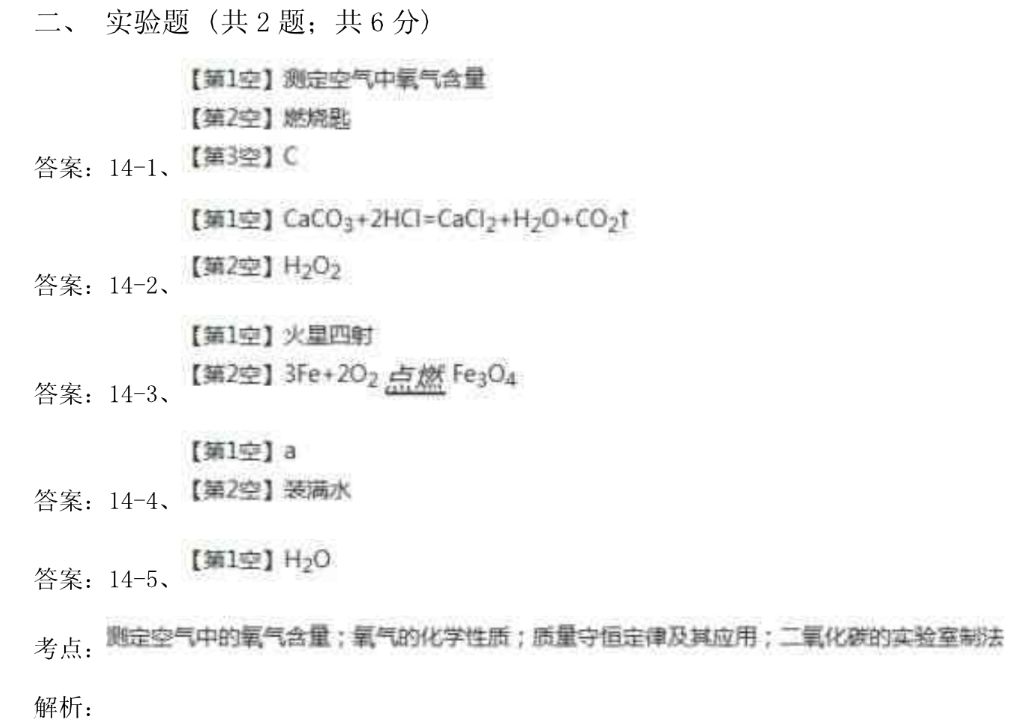 二、 实验题 (共 2 题；共 6 分)
【第1空】测定空气中氧气含量
【第2空】燃烧匙
答案：14-1、【第3空】C
【第1空】CaCO₃+2HCl=CaCl₂+H₂O+CO₂↑
答案：14-2、【第2空】H₂O₂
【第1空】火星四射
答案：14-3、【第2空】3Fe+2O₂ 点燃 Fe₃O₄
【第1空】a
答案：14-4、【第2空】装满水
答案：14-5、【第1空】H₂O
考点：测定空气中的氧气含量；氧气的化学性质；质量守恒定律及其应用；二氧化碳的实验室制法
解析：